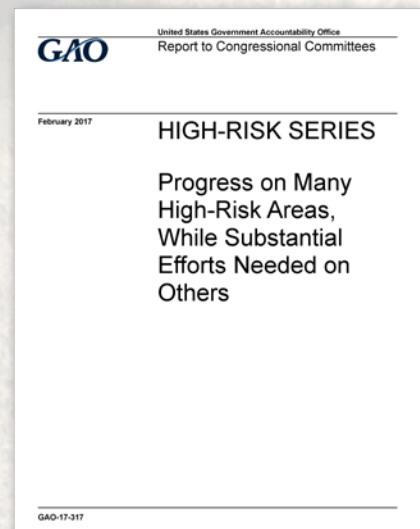 GAO
United States Government Accountability Office
Report to Congressional Committees
February 2017
HIGH-RISK SERIES
Progress on Many
High-Risk Areas,
While Substantial
Efforts Needed on
Others
GAO-17-317